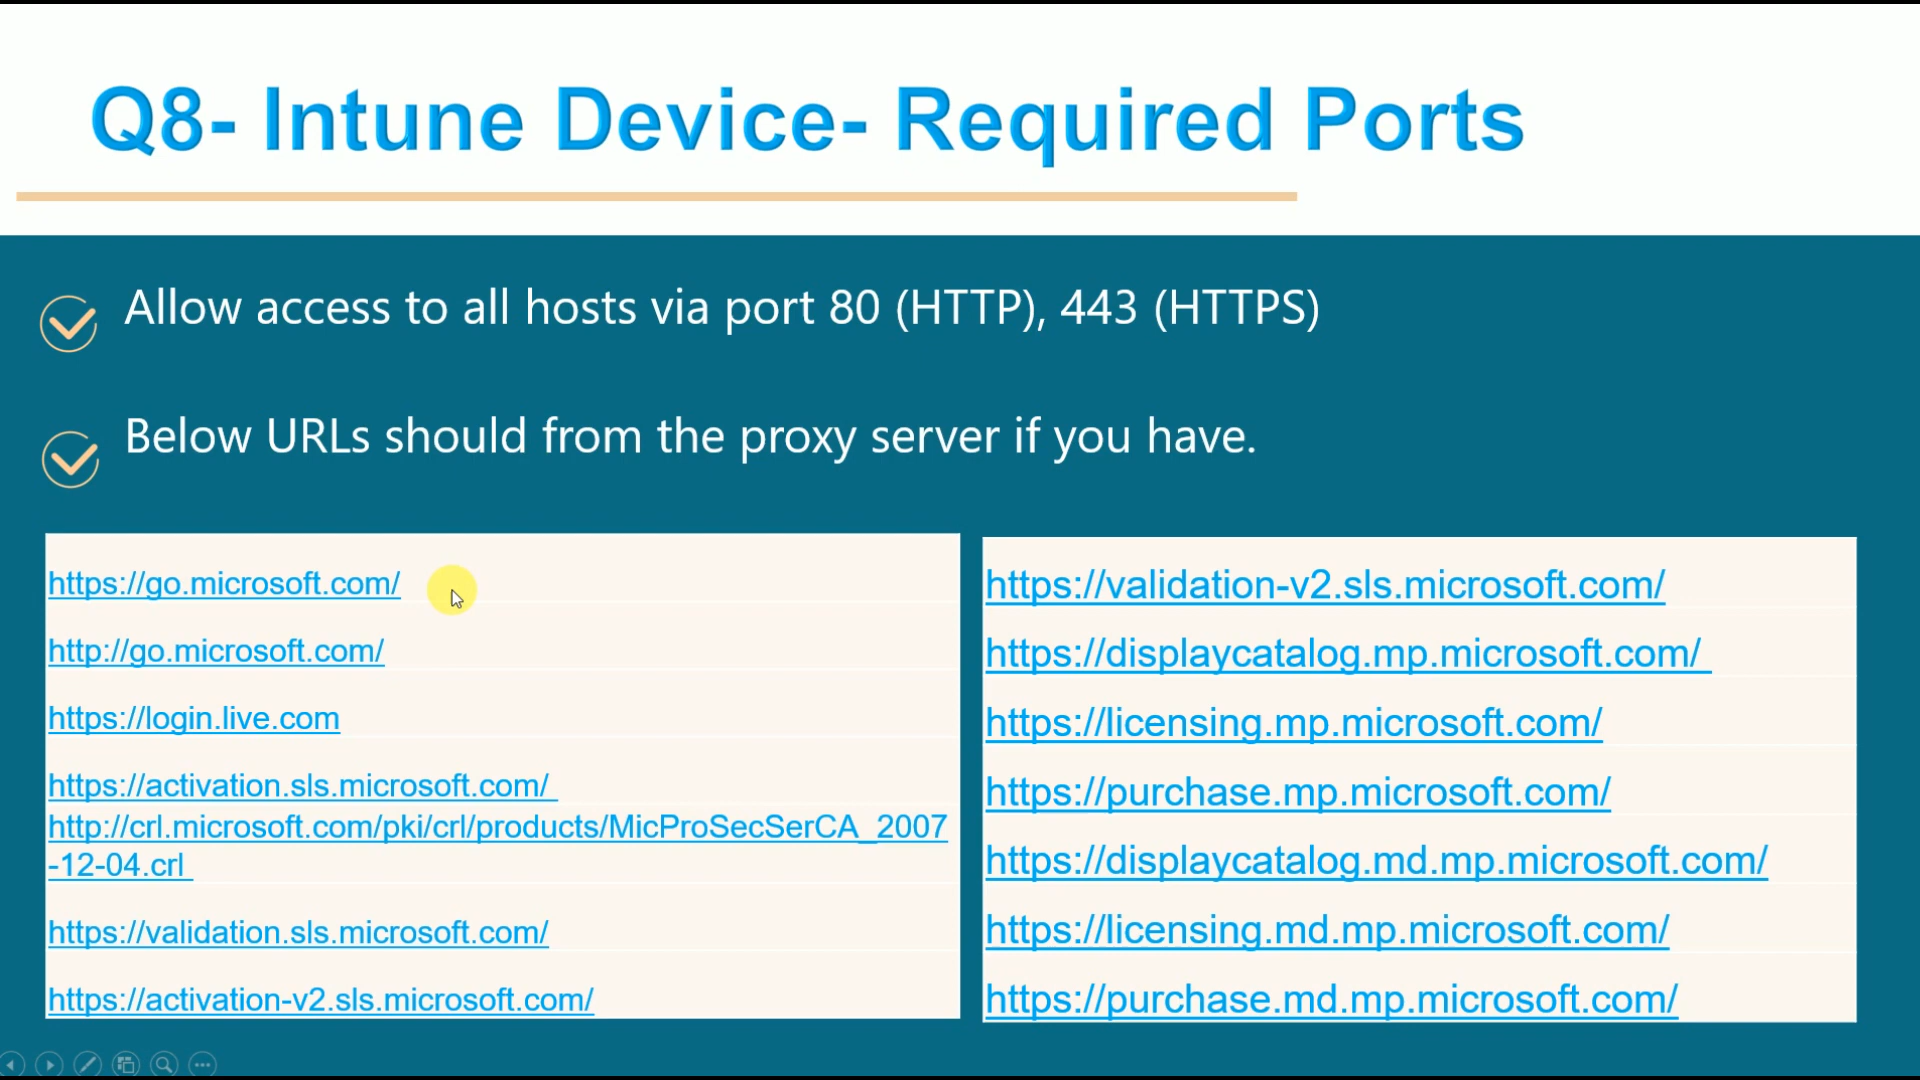 Q8- Intune Device- Required Ports
Allow access to all hosts via port 80 (HTTP), 443 (HTTPS)
Below URLs should from the proxy server if you have.
https://go.microsoft.com/
http://go.microsoft.com/
https://login.live.com
https://activation.sls.microsoft.com/
http://crl.microsoft.com/pki/crl/products/MicProSecSerCA_2007
-12-04.crl
https://validation.sls.microsoft.com/
https://activation-v2.sls.microsoft.com/
https://validation-v2.sls.microsoft.com/
https://displaycatalog.mp.microsoft.com/
https://licensing.mp.microsoft.com/
https://purchase.mp.microsoft.com/
https://displaycatalog.md.mp.microsoft.com/
https://licensing.md.mp.microsoft.com/
https://purchase.md.mp.microsoft.com/